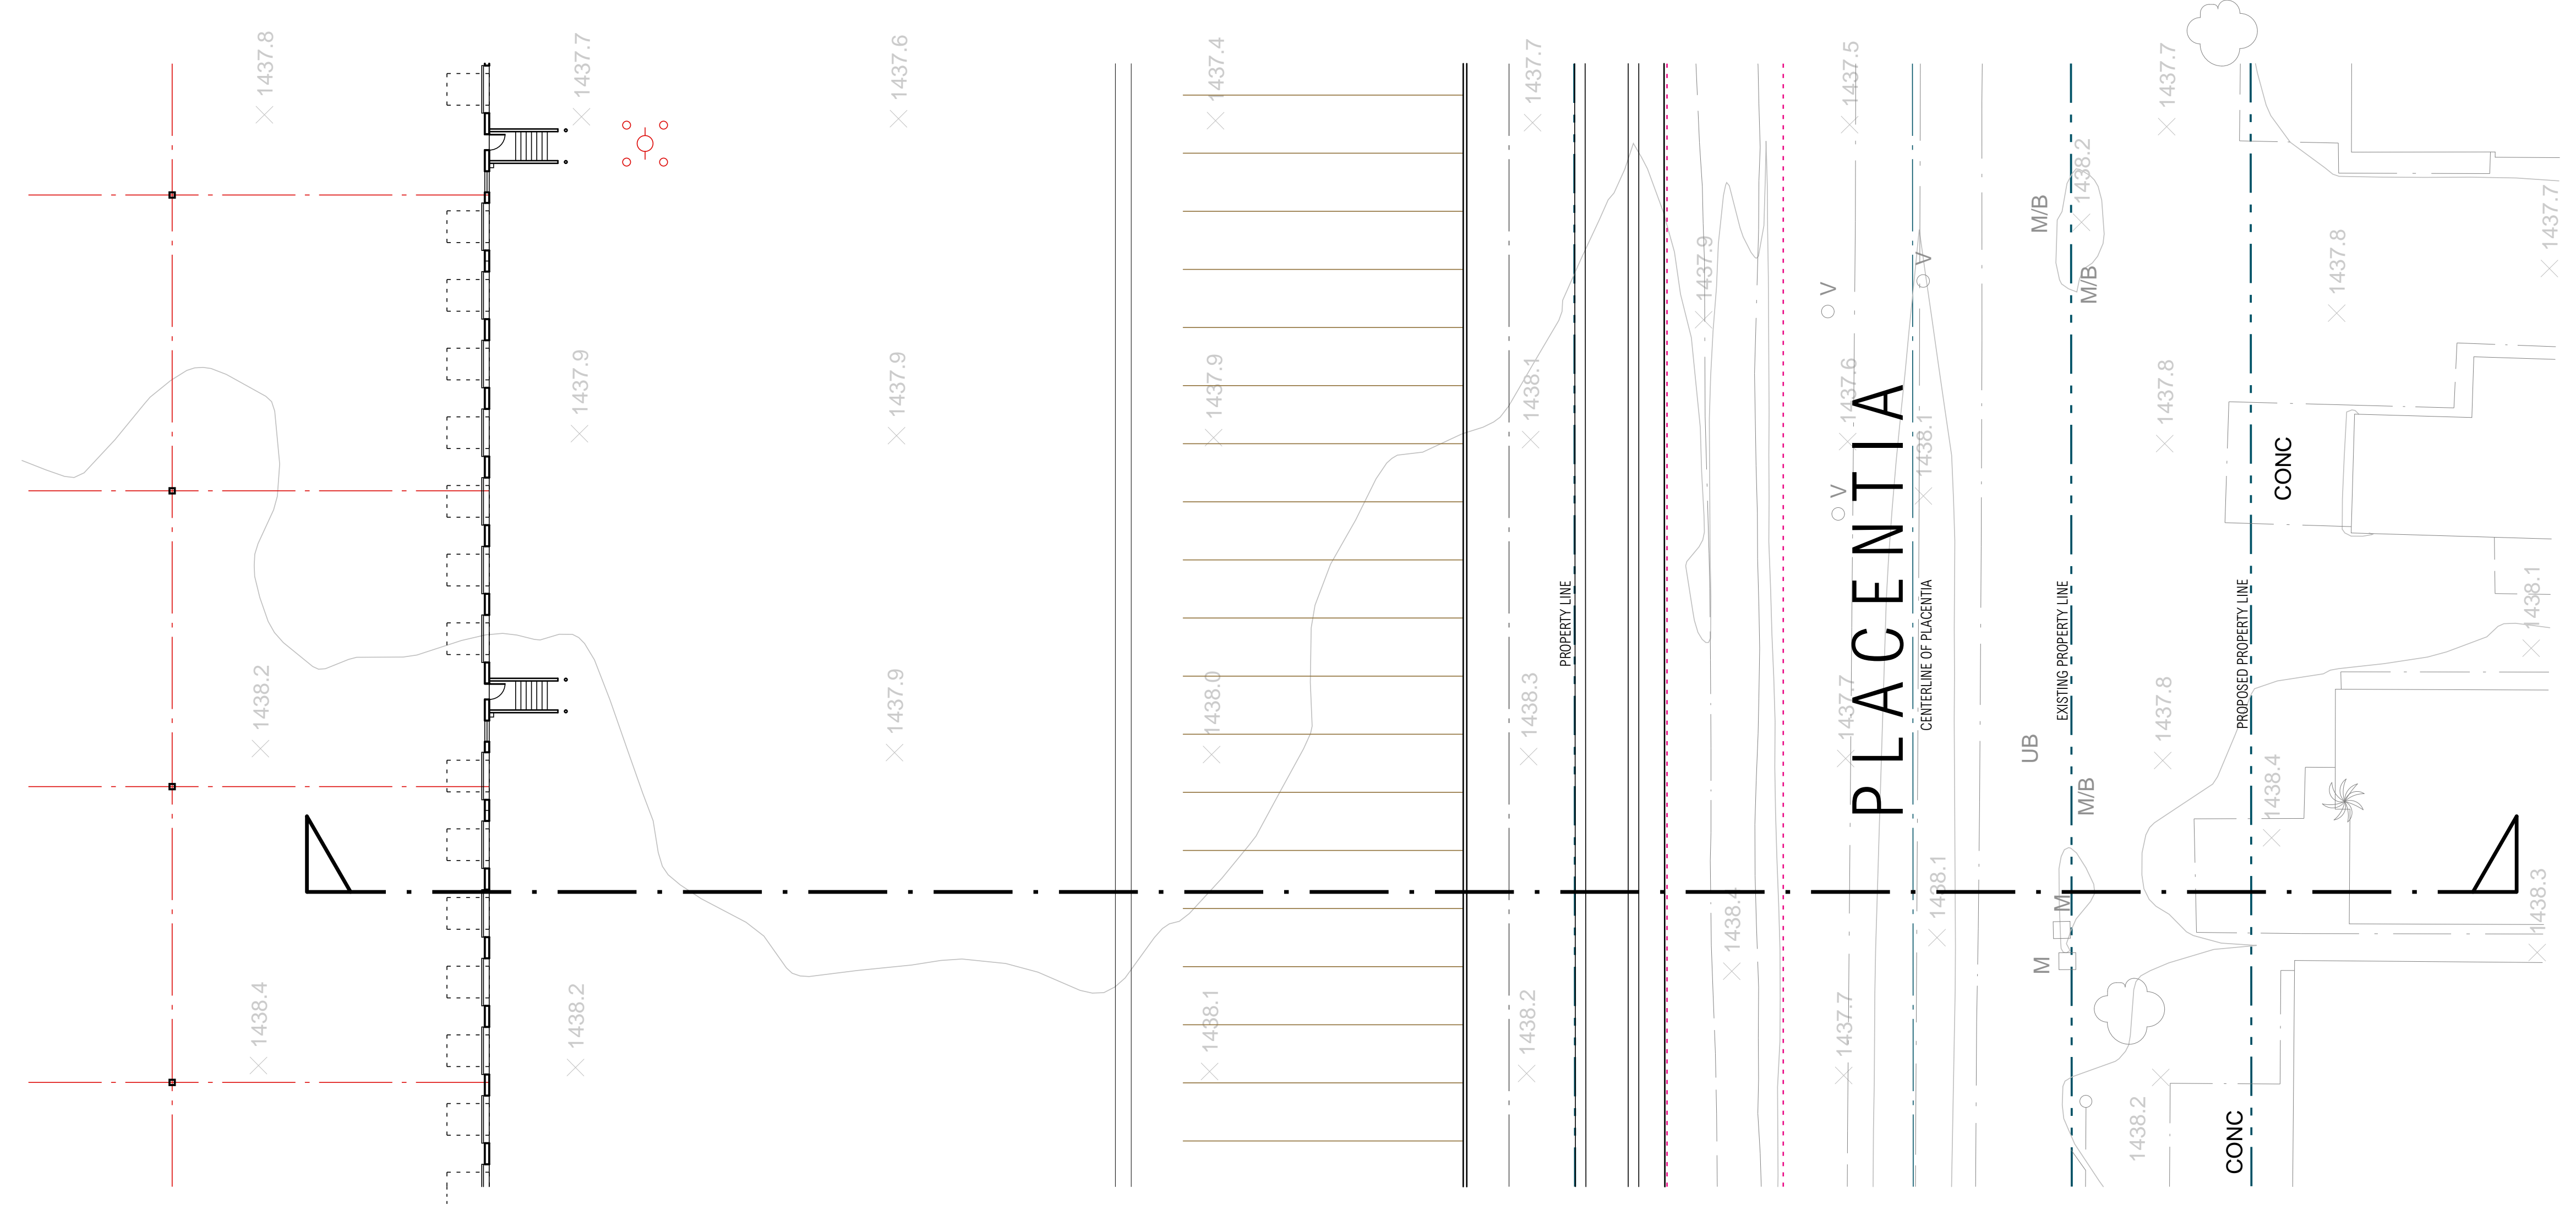 1437.8
1437.7
1437.6
1437.4
1437.7
1437.5
1437.7
1438.2
M/B
1437.7
1437.8
1437.9
V
V
M/B
1437.9
1437.9
1437.9
1438.1
1437.6
1438.1
1437.8
CONC
V
PLACENTIA
PROPERTY LINE
CENTERLINE OF PLACENTIA
EXISTING PROPERTY LINE
PROPOSED PROPERTY LINE
1438.1
1438.2
1437.9
1438.0
1438.3
1437.7
1437.8
UB
M/B
1438.4
1438.4
1438.1
M
M
1438.3
1438.4
1438.2
1438.1
1438.2
1437.7
1438.2
CONC